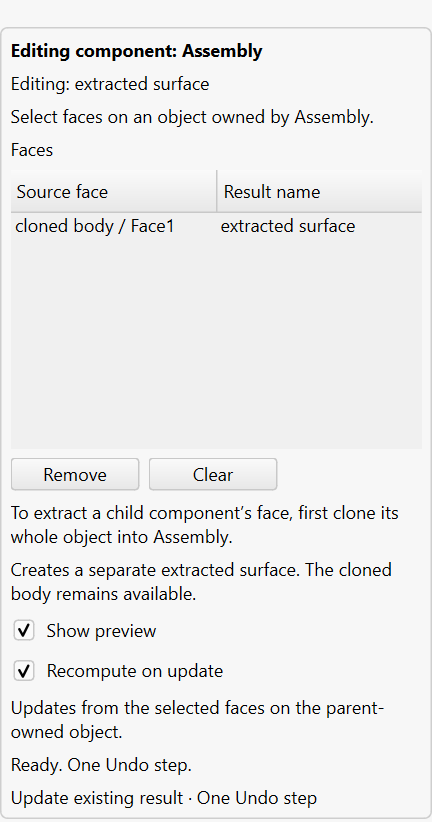 Editing component: Assembly
Editing: extracted surface
Select faces on an object owned by Assembly.
Faces
Source face Result name
cloned body / Face1 extracted surface
Remove Clear
To extract a child component’s face, first clone its
whole object into Assembly.
Creates a separate extracted surface. The cloned
body remains available.
Show preview
Recompute on update
Updates from the selected faces on the parent-
owned object.
Ready. One Undo step.
Update existing result · One Undo step